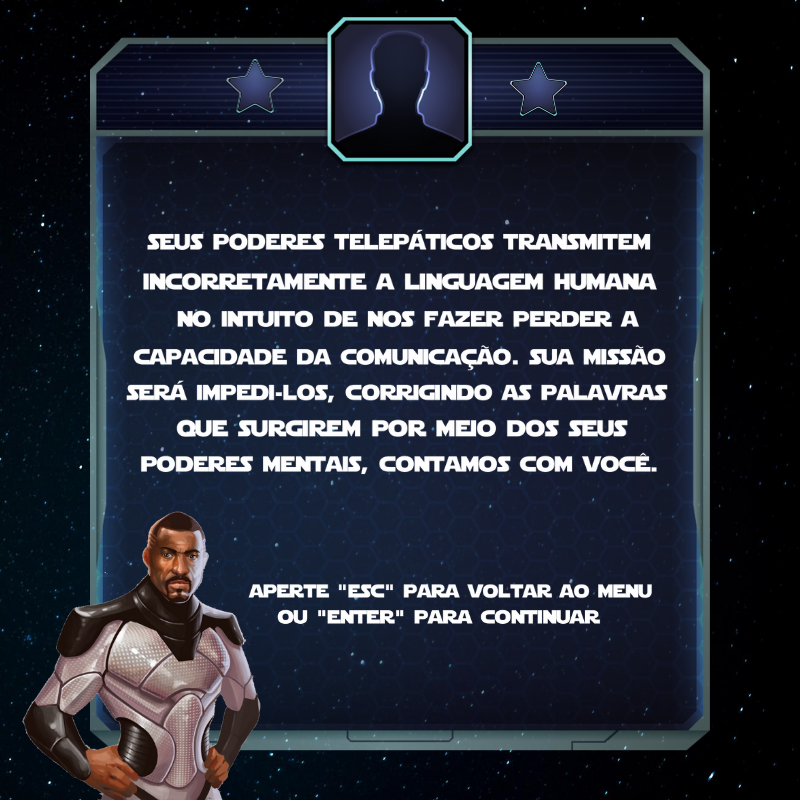 SEUS PODERES TELEPÁTICOS TRANSMITEM
INCORRETAMENTE A LINGUAGEM HUMANA
NO INTUITO DE NOS FAZER PERDER A
CAPACIDADE DA COMUNICAÇÃO. SUA MISSÃO
SERÁ IMPEDI-LOS, CORRIGINDO AS PALAVRAS
QUE SURGIREM POR MEIO DOS SEUS
PODERES MENTAIS, CONTAMOS COM VOCÊ.
APERTE "ESC" PARA VOLTAR AO MENU
OU "ENTER" PARA CONTINUAR